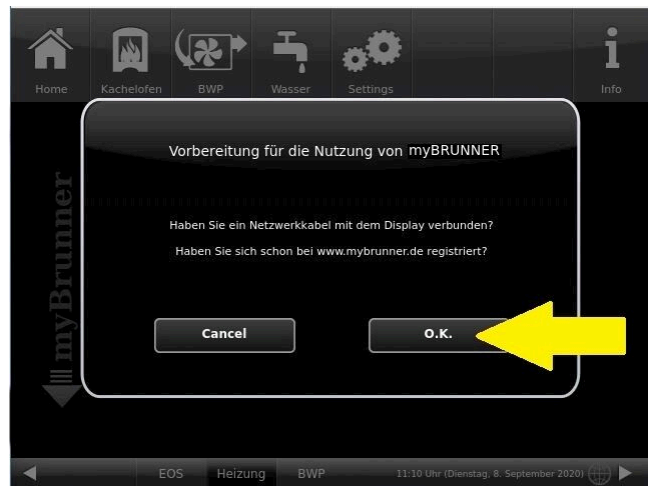 Home Kachelofen BWP Wasser Settings Info
Vorbereitung für die Nutzung von myBRUNNER
Haben Sie ein Netzwerkkabel mit dem Display verbunden?
Haben Sie sich schon bei www.mybrunner.de registriert?
myBrunner
Cancel O.K.
EOS Heizung BWP 11:10 Uhr (Dienstag, 8. September 2020)